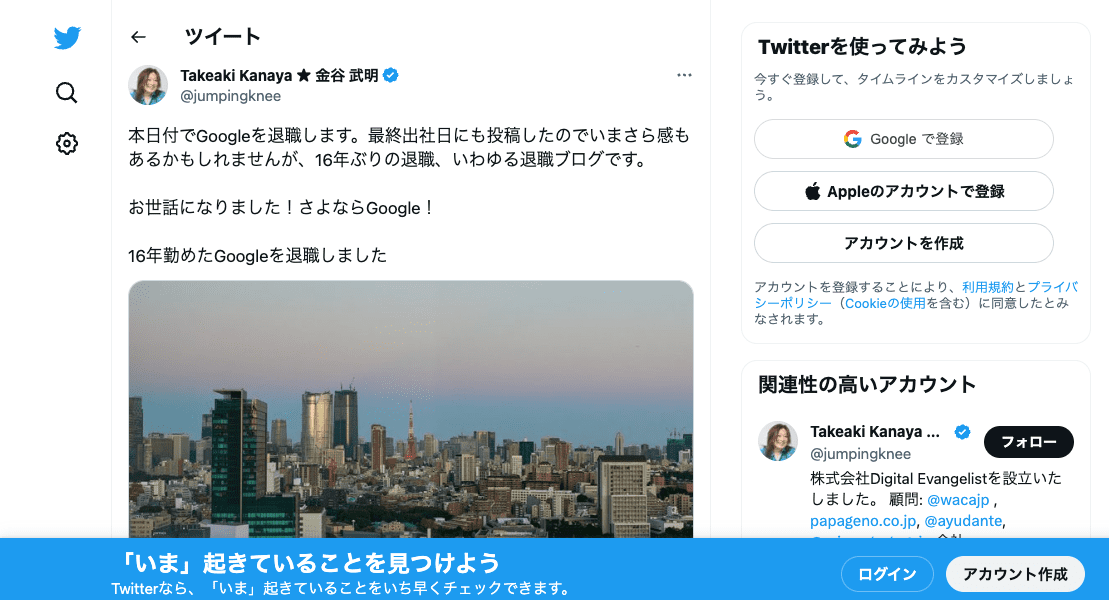 ツイート
Takeaki Kanaya ★ 金谷 武明
@jumpingknee
本日付でGoogleを退職します。最終出社日にも投稿したのでいまさら感も
あるかもしれませんが、16年ぶりの退職、いわゆる退職ブログです。
お世話になりました！さよならGoogle！
16年勤めたGoogleを退職しました
Twitterを使ってみよう
今すぐ登録して、タイムラインをカスタマイズしましょ
う。
Google で登録
Appleのアカウントで登録
アカウントを作成
アカウントを登録することにより、利用規約とプライバ
シーポリシー（Cookieの使用を含む）に同意したとみ
なされます。
関連性の高いアカウント
Takeaki Kanaya ...
@jumpingknee
フォロー
株式会社Digital Evangelistを設立いた
しました。 顧問: @wacajp ,
papageno.co.jp, @ayudante,
「いま」起きていることを見つけよう
Twitterなら、「いま」起きていることをいち早くチェックできます。
ログイン
アカウント作成